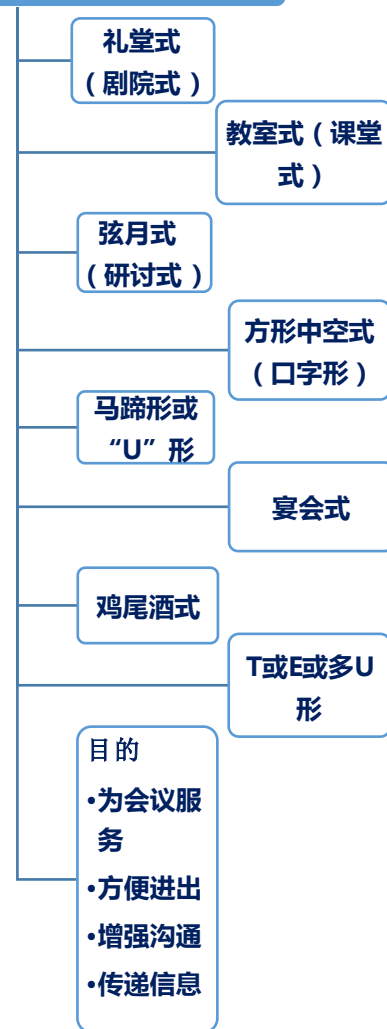 礼堂式
（剧院式）
教室式（课堂
式）
弦月式
（研讨式）
方形中空式
（口字形）
马蹄形或
“U”形
宴会式
鸡尾酒式
T或E或多U
形
目的
•为会议服
务
•方便进出
•增强沟通
•传递信息